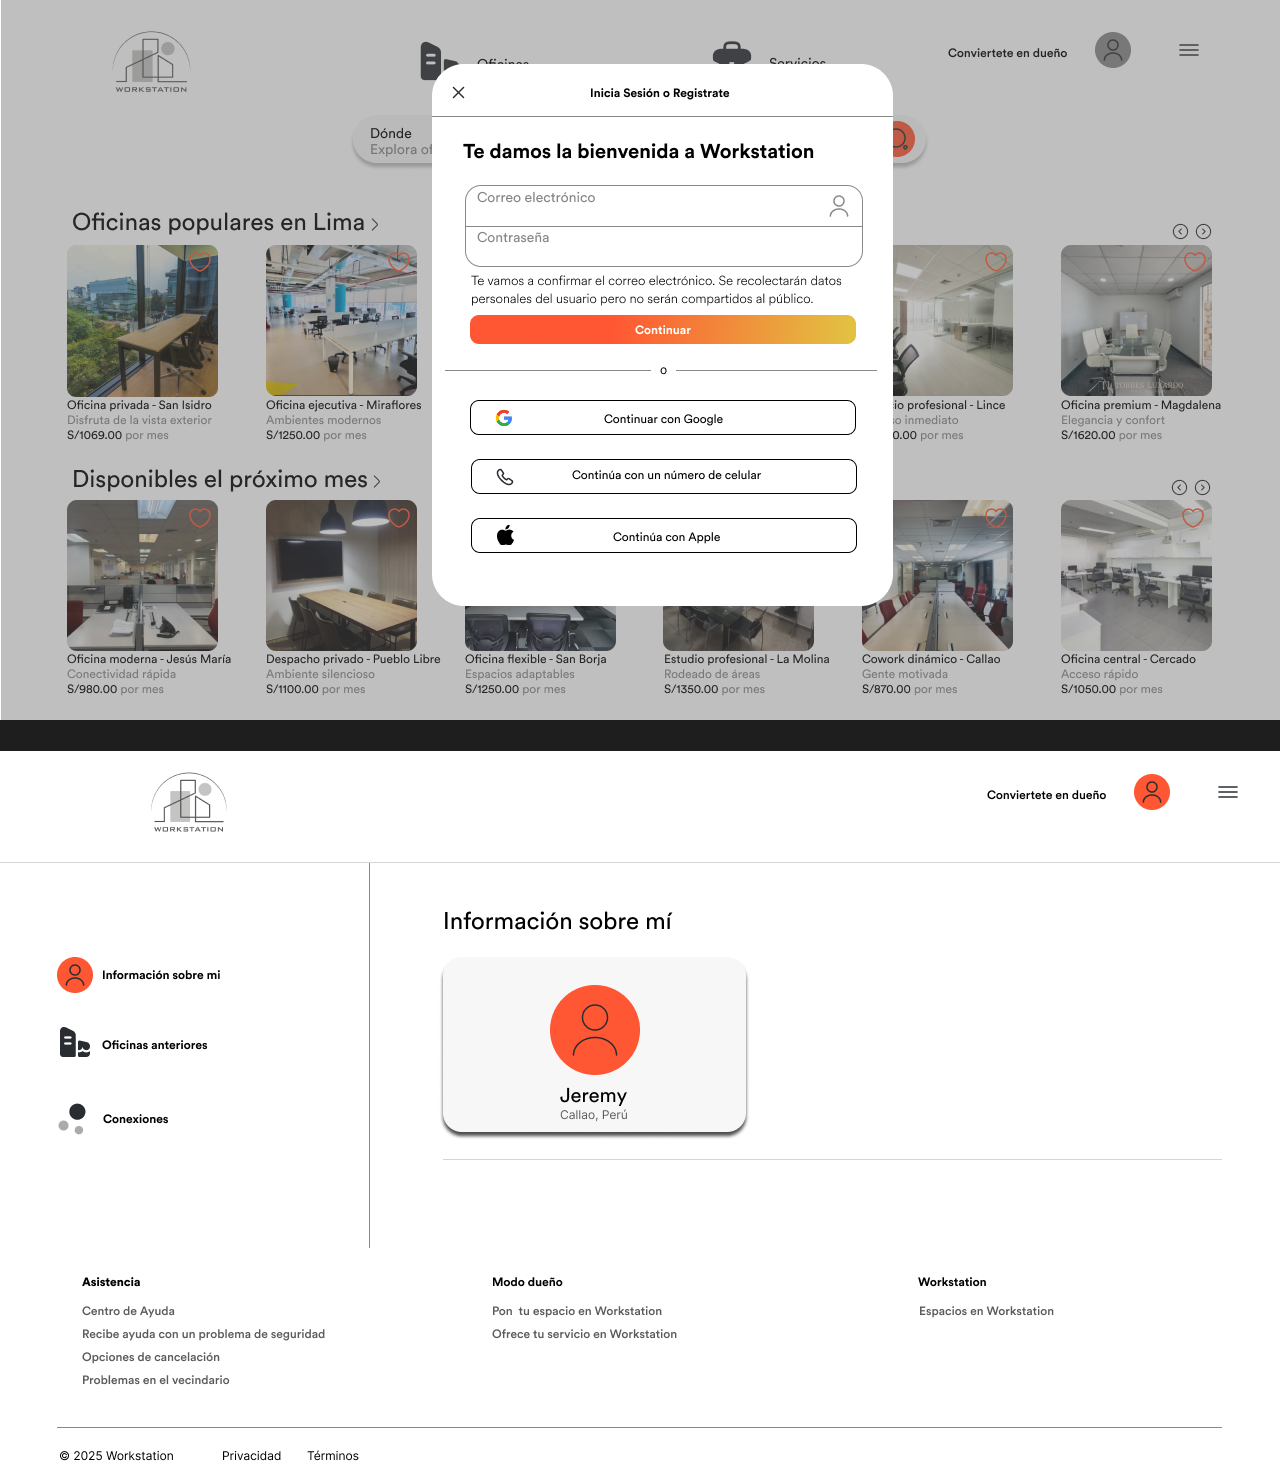 WORKSTATION
Oficinas
Servicios
Conviertete en dueño
Inicia Sesión o Registrate
Dónde
Explora of
Te damos la bienvenida a Workstation
Correo electrónico
Contraseña
Te vamos a confirmar el correo electrónico. Se recolectarán datos
personales del usuario pero no serán compartidos al público.
Continuar
o
Continuar con Google
Continúa con un número de celular
Continúa con Apple
Oficinas populares en Lima
Oficina privada - San Isidro
Disfruta de la vista exterior
S/1069.00 por mes
Oficina ejecutiva - Miraflores
Ambientes modernos
S/1250.00 por mes
io profesional - Lince
o inmediato
0.00 por mes
TORRES LUXARDO
Oficina premium - Magdalena
Elegancia y confort
S/1620.00 por mes
Disponibles el próximo mes
Oficina moderna - Jesús María
Conectividad rápida
S/980.00 por mes
Despacho privado - Pueblo Libre
Ambiente silencioso
S/1100.00 por mes
Oficina flexible - San Borja
Espacios adaptables
S/1250.00 por mes
Estudio profesional - La Molina
Rodeado de áreas
S/1350.00 por mes
Cowork dinámico - Callao
Gente motivada
S/870.00 por mes
Oficina central - Cercado
Acceso rápido
S/1050.00 por mes
WORKSTATION
Conviertete en dueño
Información sobre mi
Oficinas anteriores
Conexiones
Información sobre mí
Jeremy
Callao, Perú
Asistencia
Centro de Ayuda
Recibe ayuda con un problema de seguridad
Opciones de cancelación
Problemas en el vecindario
Modo dueño
Pon  tu espacio en Workstation
Ofrece tu servicio en Workstation
Workstation
Espacios en Workstation
© 2025 Workstation
Privacidad
Términos